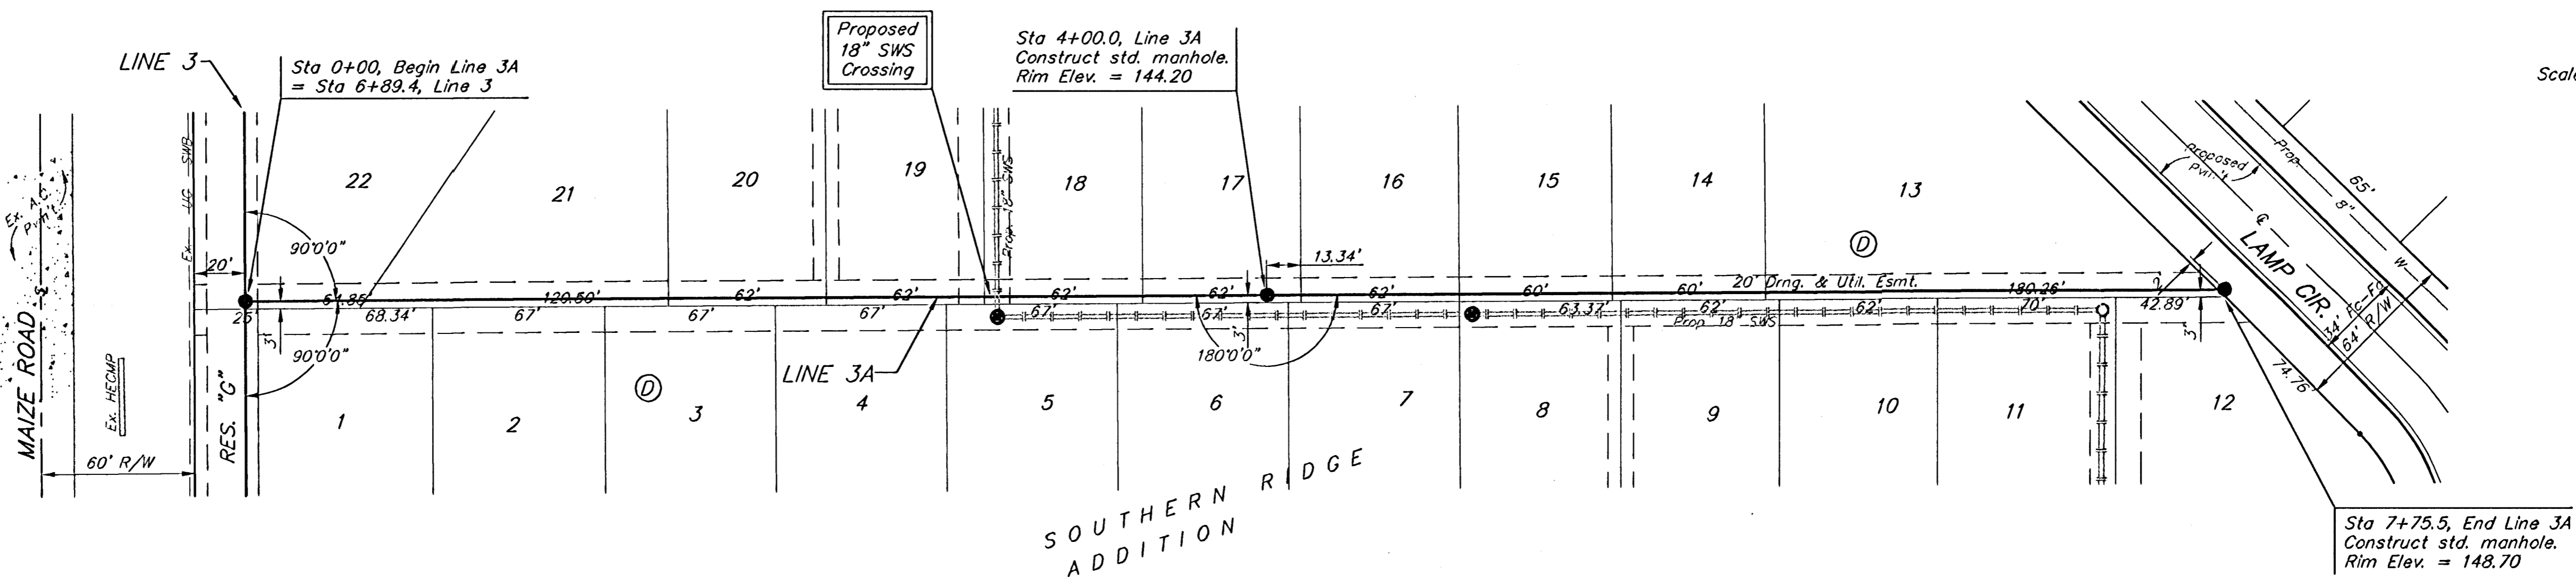 LINE 3
Sta 0+00, Begin Line 3A
= Sta 6+89.4, Line 3
Proposed
18" SWS
Crossing
Sta 4+00.0, Line 3A
Construct std. manhole.
Rim Elev. = 144.20
Scale
Ex. A.C.
Pvm't
Ex UG SWB
22
21
20
19
Prop. 18" SWS
18
17
16
15
14
13
D
proposed
Pvm't
Prop 8" W
65'
℄ LAMP CIR.
34' Fc-Fc
64' R/W
20'
90°0'0"
13.34'
20' Drng. & Util. Esmt.
61.85'
120.50'
62'
62'
62'
62'
62'
60'
60'
180.26'
2'
25'
68.34'
67'
67'
67'
67'
67'
67'
63.37'
62'
62'
70'
42.89'
Prop 18" SWS
3'
3'
3'
90°0'0"
180°0'0"
LINE 3A
74.76'
MAIZE ROAD ℄
Ex. HECMP
RES. "G"
60' R/W
1
2
D
3
4
5
6
7
8
9
10
11
12
SOUTHERN RIDGE
ADDITION
Sta 7+75.5, End Line 3A
Construct std. manhole.
Rim Elev. = 148.70